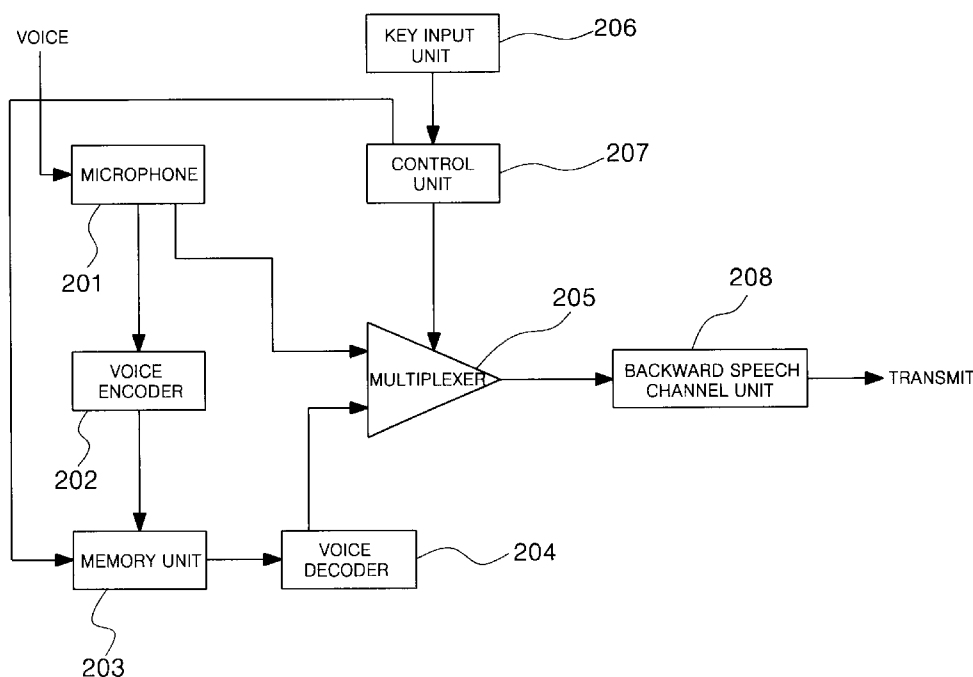 VOICE
KEY INPUT
UNIT
206
MICROPHONE
201
CONTROL
UNIT
207
VOICE
ENCODER
202
MULTIPLEXER
205
BACKWARD SPEECH
CHANNEL UNIT
208
TRANSMIT
MEMORY UNIT
203
VOICE
DECODER
204